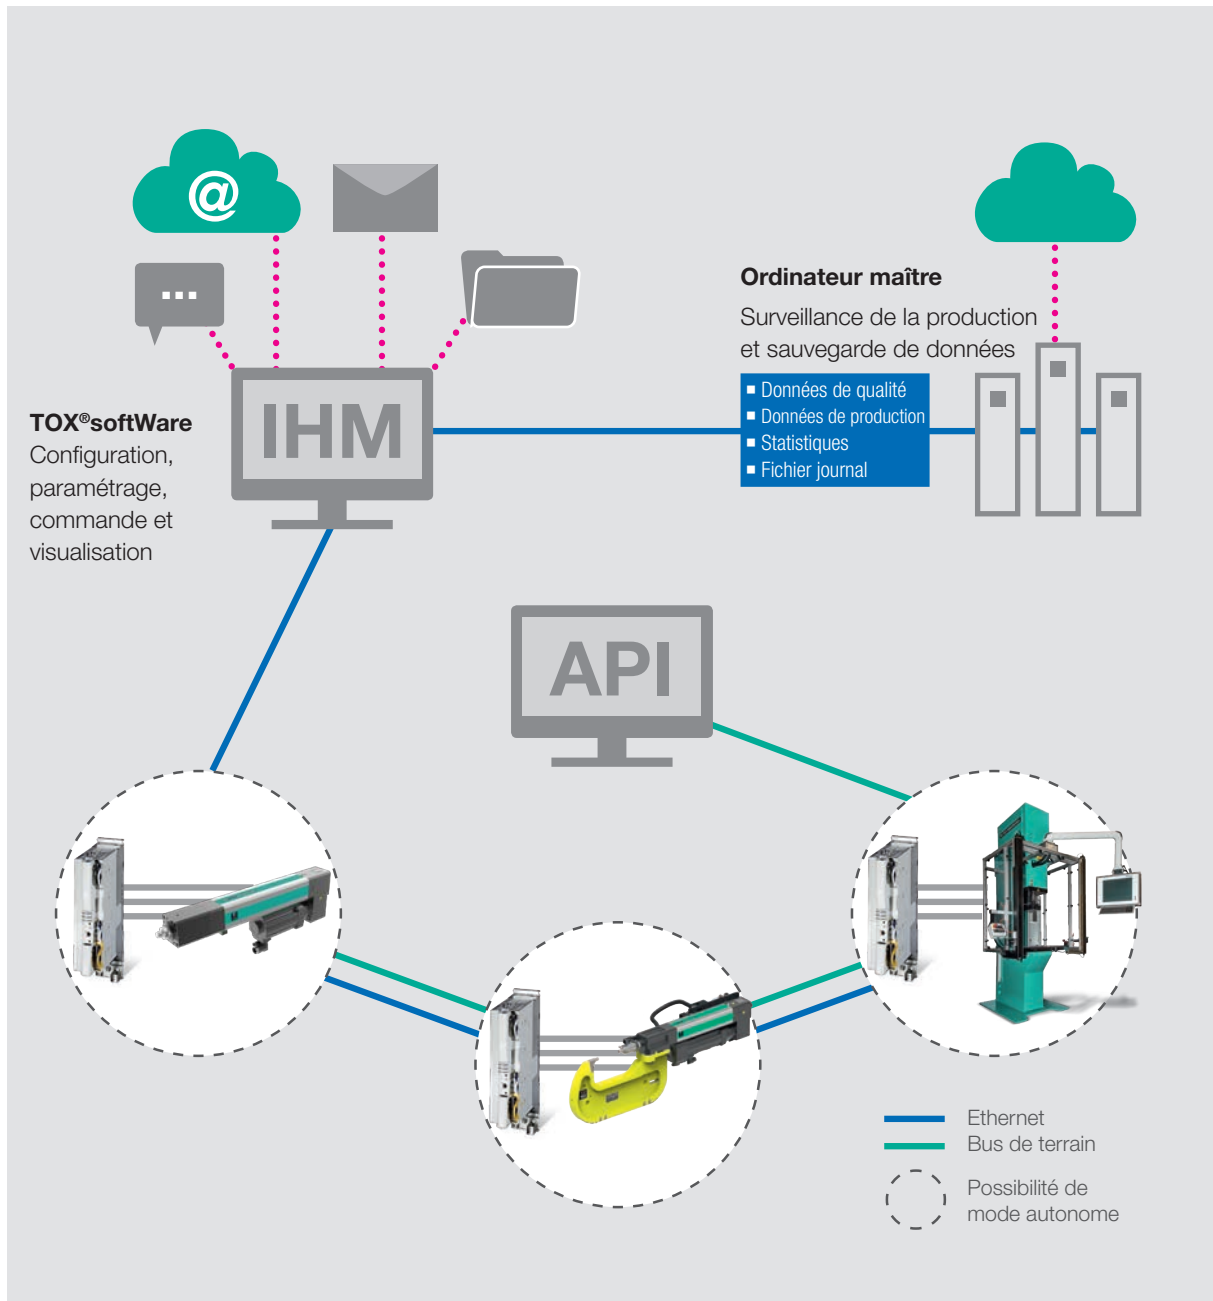 @
...
Ordinateur maître
Surveillance de la production
et sauvegarde de données
Données de qualité
Données de production
Statistiques
Fichier journal
TOX®softWare
Configuration,
paramétrage,
commande et
visualisation
IHM
API
Ethernet
Bus de terrain
Possibilité de
mode autonome